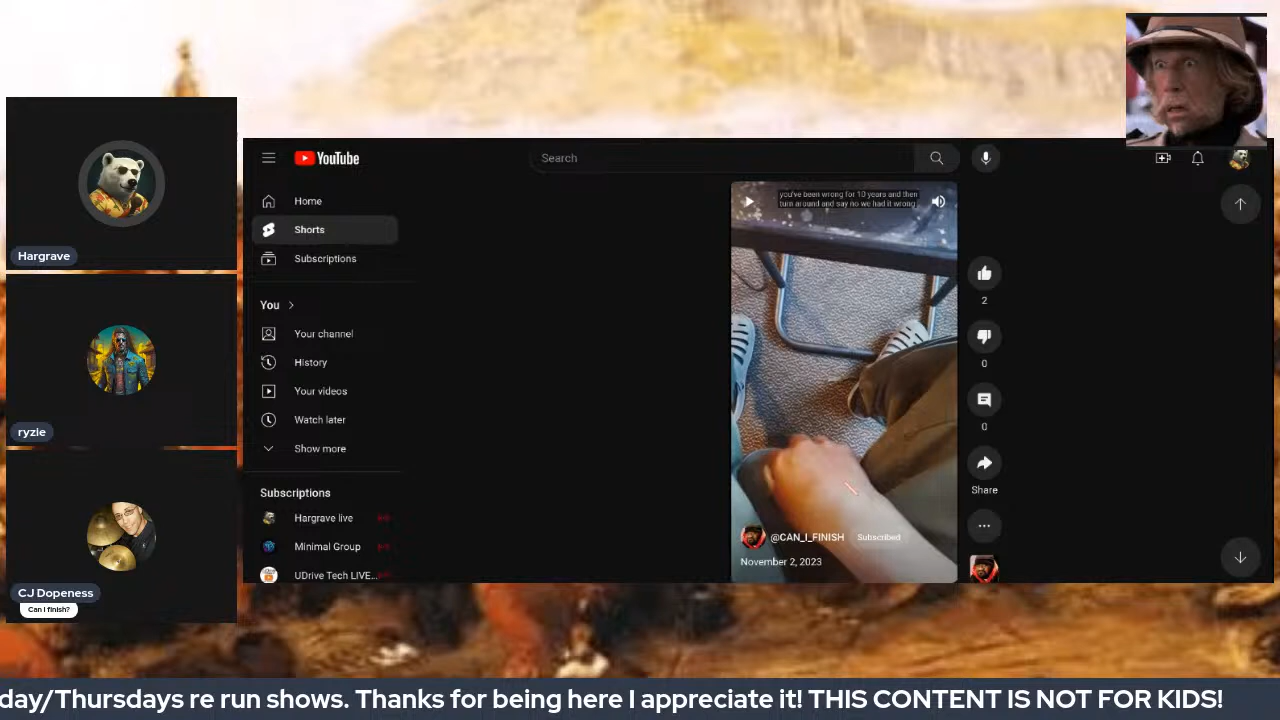 YouTube
Search
Home
Shorts
Subscriptions
You
Your channel
History
Your videos
Watch later
Show more
Subscriptions
Hargrave live
Minimal Group
UDrive Tech LIVE...
you've been wrong for 10 years and then
turn around and say no we had it wrong
@CAN_I_FINISH Subscribed
November 2, 2023
2
0
0
Share
Hargrave
ryzie
CJ Dopeness
Can I finish?
day/Thursdays re run shows. Thanks for being here I appreciate it! THIS CONTENT IS NOT FOR KIDS!